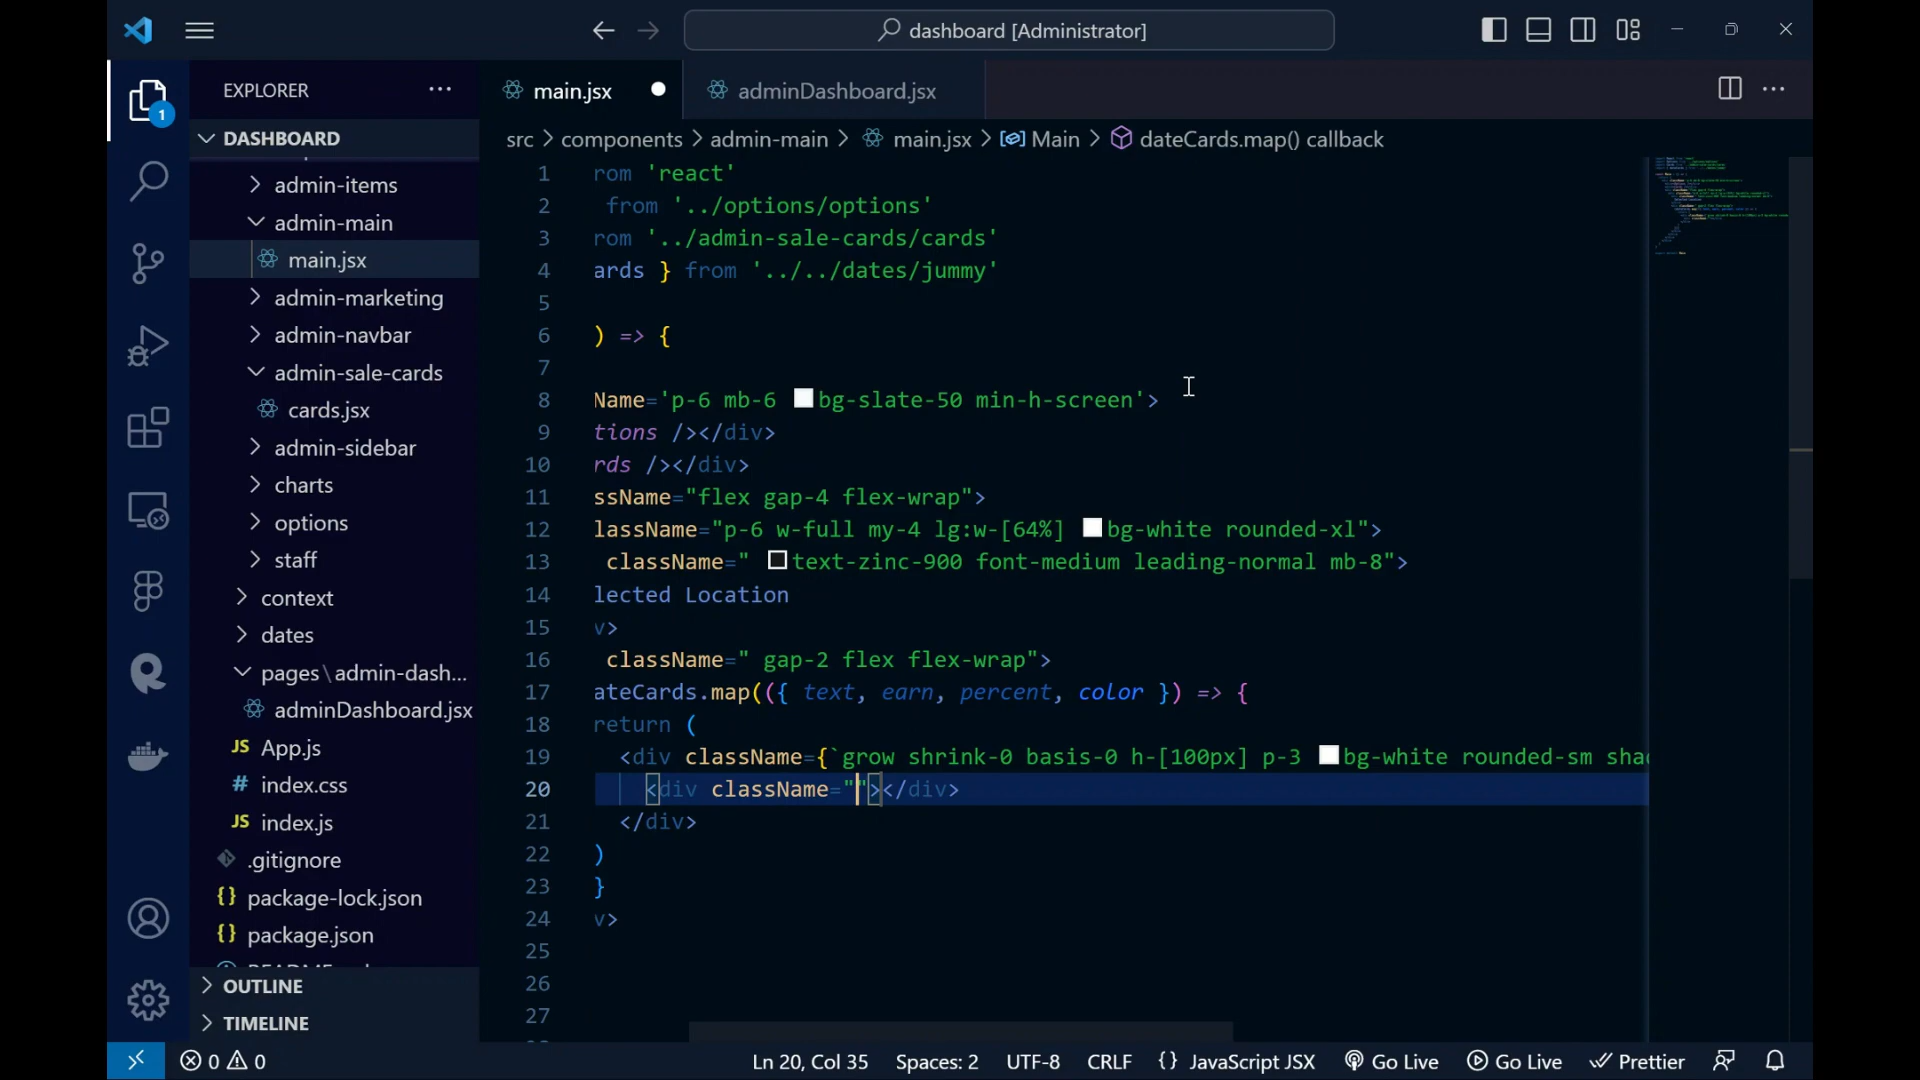 dashboard [Administrator]
EXPLORER
main.jsx
adminDashboard.jsx
1
DASHBOARD
src > components > admin-main > main.jsx > Main > dateCards.map() callback
admin-items
admin-main
main.jsx
admin-marketing
admin-navbar
admin-sale-cards
cards.jsx
admin-sidebar
charts
options
staff
context
dates
pages\admin-dash...
adminDashboard.jsx
JS App.js
# index.css
JS index.js
.gitignore
{} package-lock.json
{} package.json
OUTLINE
TIMELINE
1 rom 'react'
2 from '../options/options'
3 rom '../admin-sale-cards/cards'
4 ards } from '../../dates/jummy'
5
6 ) => {
7
8 Name='p-6 mb-6 bg-slate-50 min-h-screen'>
9 tions /></div>
10 rds /></div>
11 ssName="flex gap-4 flex-wrap">
12 lassName="p-6 w-full my-4 lg:w-[64%] bg-white rounded-xl">
13 className=" text-zinc-900 font-medium leading-normal mb-8">
14 lected Location
15 v>
16 className=" gap-2 flex flex-wrap">
17 ateCards.map(({ text, earn, percent, color }) => {
18 return (
19 <div className={`grow shrink-0 basis-0 h-[100px] p-3 bg-white rounded-sm shad
20 <div className=""></div>
21 </div>
22 )
23 }
24 v>
25
26
27
0 0
Ln 20, Col 35
Spaces: 2
UTF-8
CRLF
{} JavaScript JSX
Go Live
Go Live
Prettier